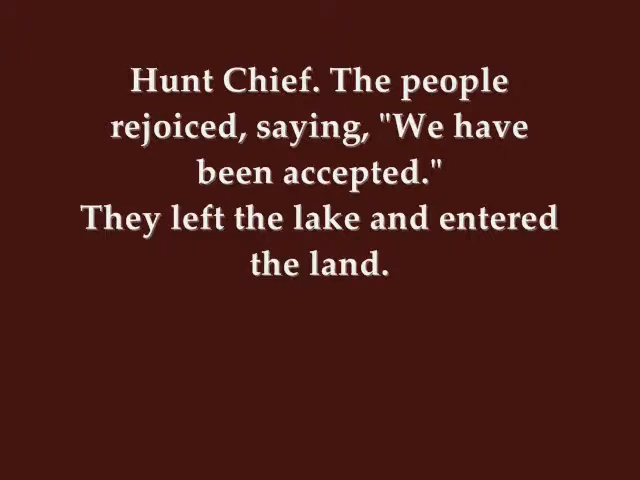 Hunt Chief. The people
rejoiced, saying, "We have
been accepted."
They left the lake and entered
the land.